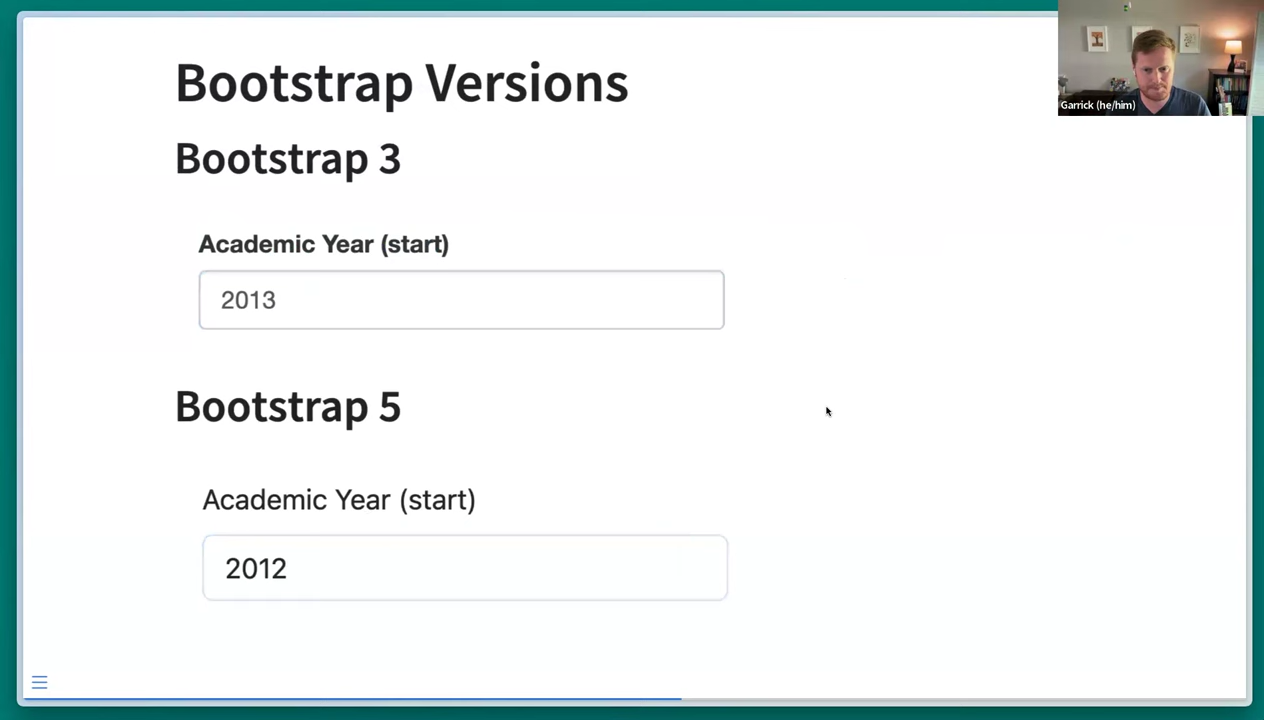 Bootstrap Versions
Garrick (he/him)
Bootstrap 3
Academic Year (start)
2013
Bootstrap 5
Academic Year (start)
2012